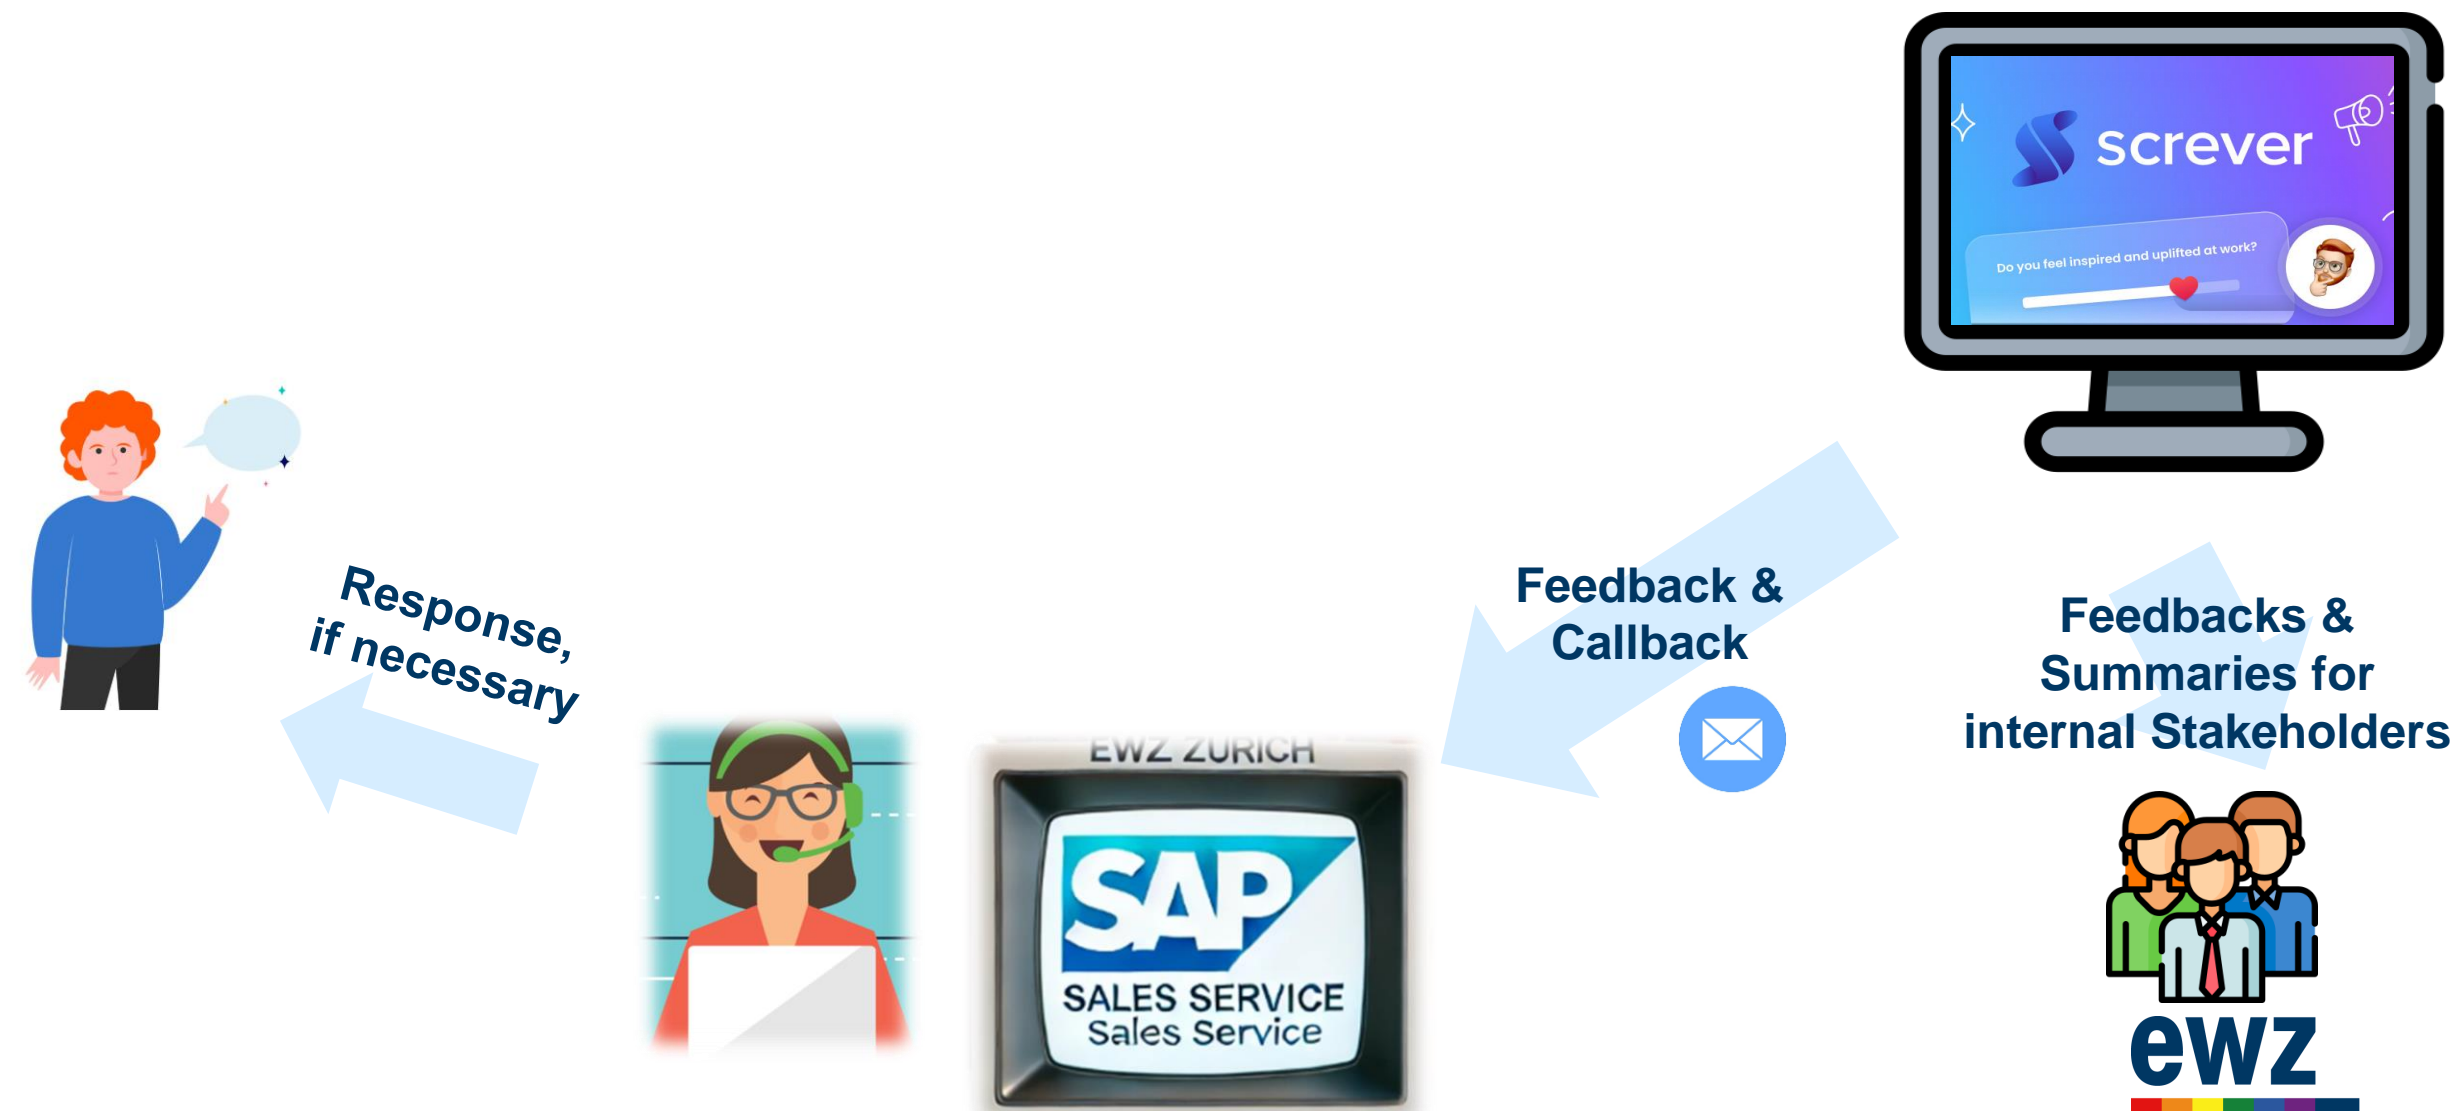 screver
Do you feel inspired and uplifted at work?
Response,
if necessary
Feedback &
Callback
Feedbacks &
Summaries for
internal Stakeholders
EWZ ZURICH
SAP
SALES SERVICE
Sales Service
ewz